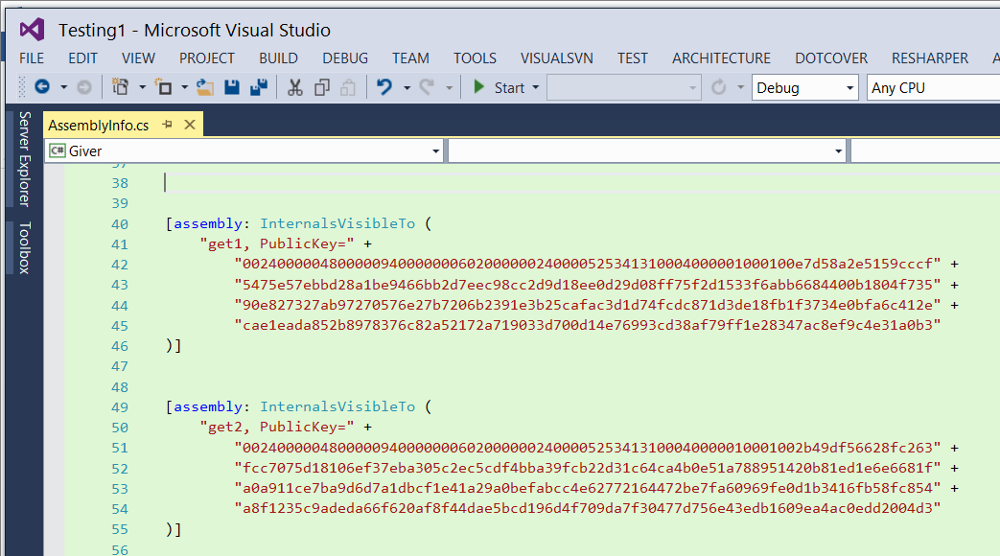 Testing1 - Microsoft Visual Studio
FILE EDIT VIEW PROJECT BUILD DEBUG TEAM TOOLS VISUALSVN TEST ARCHITECTURE DOTCOVER RESHARPER A
Start Debug Any CPU
Server Explorer
Toolbox
AssemblyInfo.cs
C# Giver
37
38
39
40 [assembly: InternalsVisibleTo (
41 "get1, PublicKey=" +
42 "0024000004800000940000000602000000240000525341310004000001000100e7d58a2e5159cccf" +
43 "5475e57ebbd28a1be9466bb2d7eec98cc2d9d18ee0d29d08ff75f2d1533f6abb6684400b1804f735" +
44 "90e827327ab97270576e27b7206b2391e3b25cafac3d1d74fcdc871d3de18fb1f3734e0bfa6c412e" +
45 "cae1eada852b8978376c82a52172a719033d700d14e76993cd38af79ff1e28347ac8ef9c4e31a0b3"
46 )]
47
48
49 [assembly: InternalsVisibleTo (
50 "get2, PublicKey=" +
51 "00240000048000009400000006020000002400005253413100040000010001002b49df56628fc263" +
52 "fcc7075d18106ef37eba305c2ec5cdf4bba39fcb22d31c64ca4b0e51a788951420b81ed1e6e6681f" +
53 "a0a911ce7ba9d6d7a1dbcf1e41a29a0befabcc4e62772164472be7fa60969fe0d1b3416fb58fc854" +
54 "a8f1235c9adeda66f620af8f44dae5bcd196d4f709da7f30477d756e43edb1609ea4ac0edd2004d3"
55 )]
56